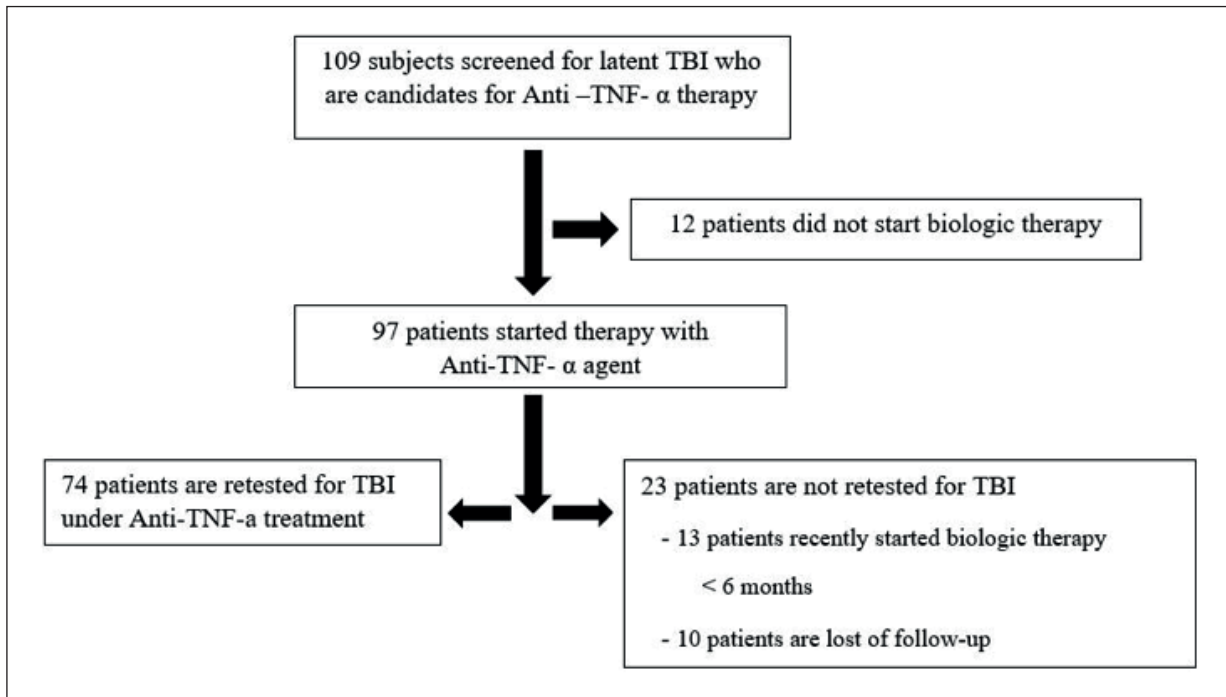 109 subjects screened for latent TBI who
are candidates for Anti –TNF- α therapy
12 patients did not start biologic therapy
97 patients started therapy with
Anti-TNF- α agent
74 patients are retested for TBI
under Anti-TNF-a treatment
23 patients are not retested for TBI
- 13 patients recently started biologic therapy
< 6 months
- 10 patients are lost of follow-up